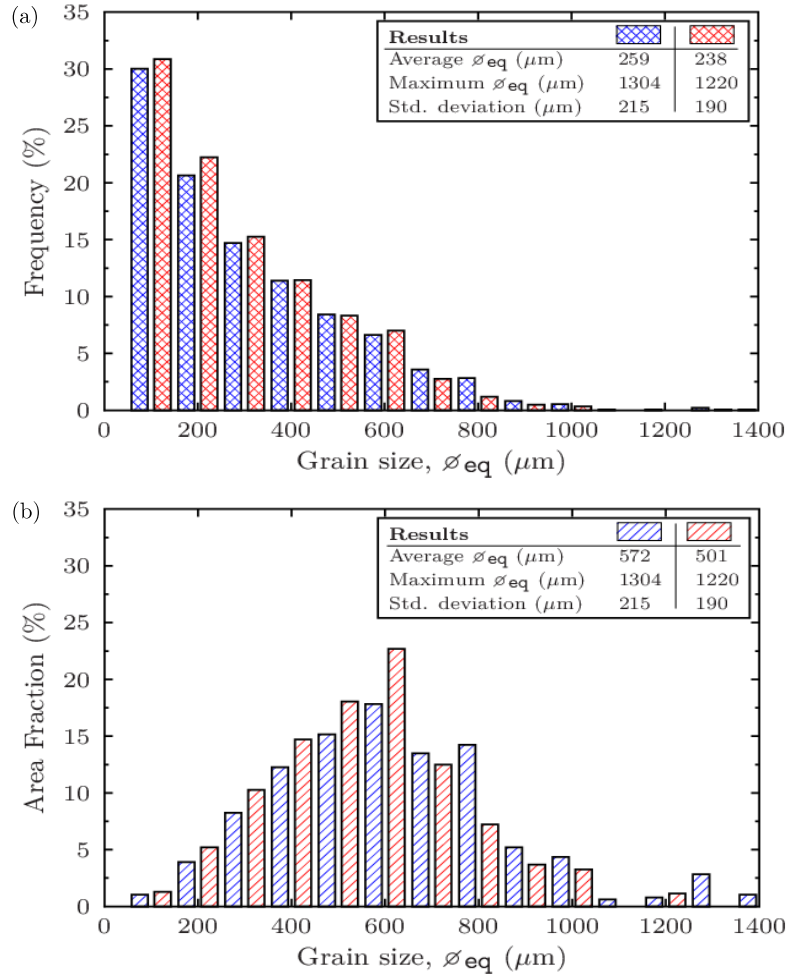 (a)
35
30
25
20
15
10
5
0
Frequency (%)
Results
Average ⌀eq (μm) 259 238
Maximum ⌀eq (μm) 1304 1220
Std. deviation (μm) 215 190
0 200 400 600 800 1000 1200 1400
Grain size, ⌀eq (μm)
(b)
35
30
25
20
15
10
5
0
Area Fraction (%)
Results
Average ⌀eq (μm) 572 501
Maximum ⌀eq (μm) 1304 1220
Std. deviation (μm) 215 190
0 200 400 600 800 1000 1200 1400
Grain size, ⌀eq (μm)